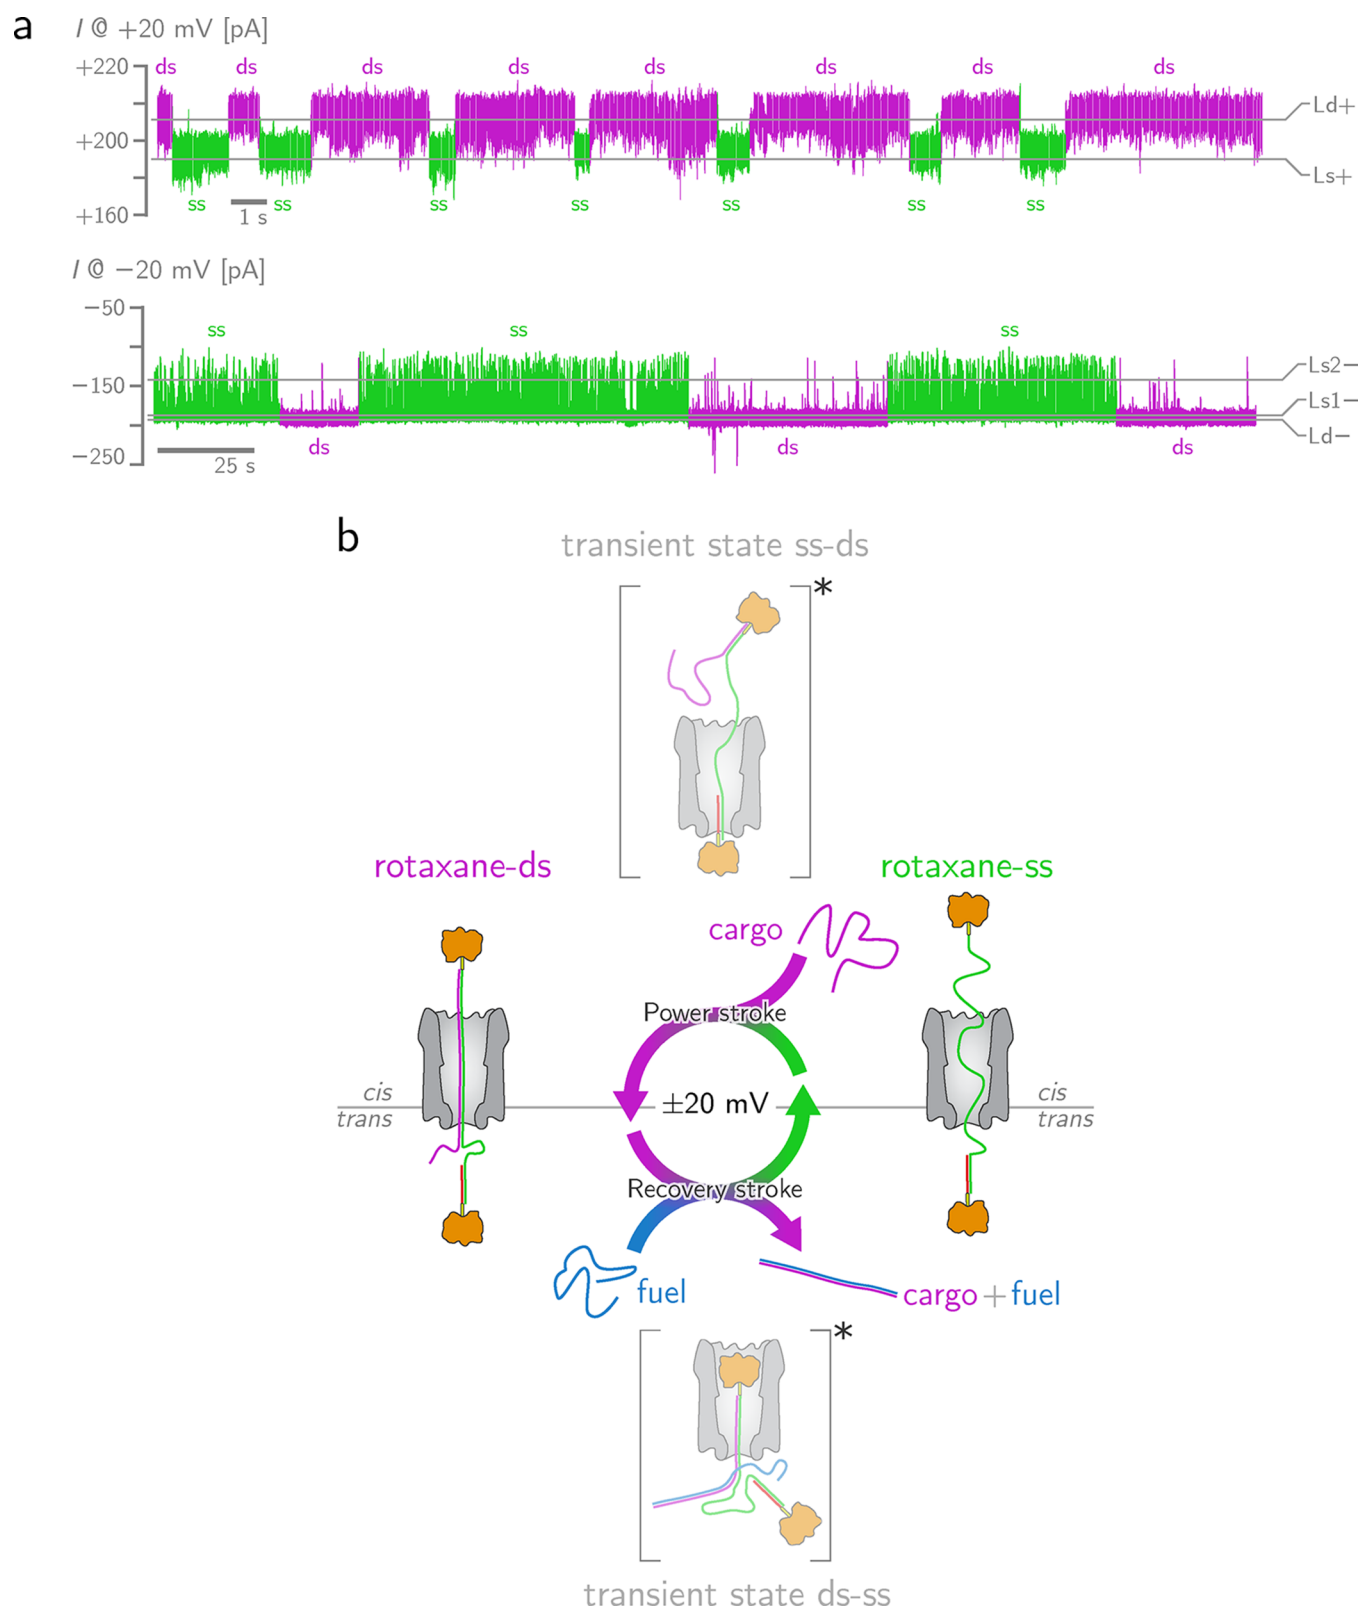 a
I @ +20 mV [pA]
+220
+200
+160
ds ds ds ds ds ds ds ds
Ld+
Ls+
ss ss ss ss ss ss ss
1 s
I @ −20 mV [pA]
−50
−150
−250
ss ss ss
Ls2−
Ls1−
Ld−
ds ds ds
25 s
b
transient state ss-ds
*
rotaxane-ds
rotaxane-ss
cargo
Power stroke
cis
trans
±20 mV
cis
trans
Recovery stroke
fuel
cargo+fuel
*
transient state ds-ss